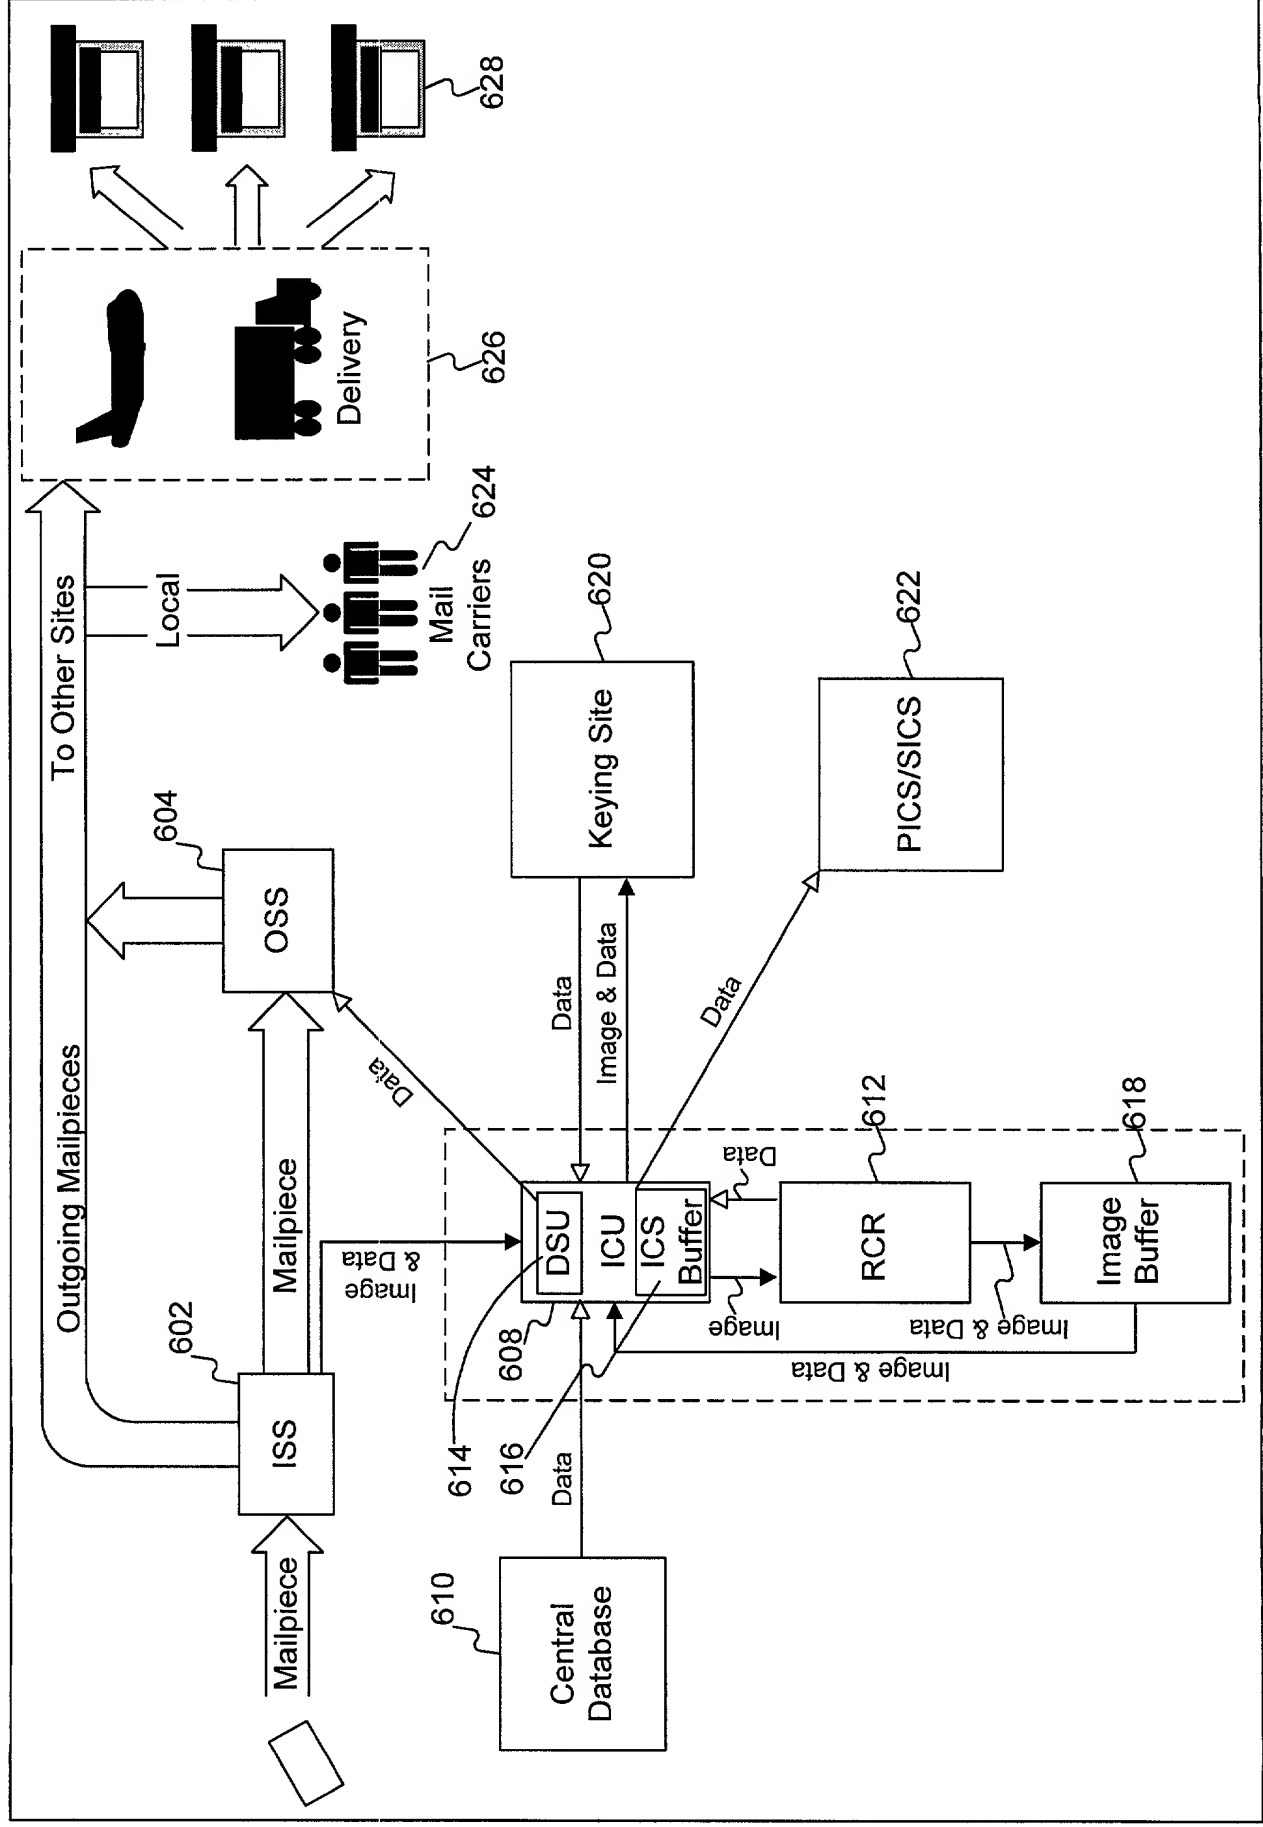 Outgoing Mailpieces
To Other Sites
Local
Mailpiece
ISS
602
Mailpiece
OSS
604
Mail
Carriers
624
Delivery
626
628
Image
& Data
Data
610
Central
Database
Data
614
616
608
DSU
ICU
ICS
Buffer
Data
Image & Data
Keying Site
620
Data
PICS/SICS
622
Image
Data
RCR
612
Image & Data
Image & Data
Image
Buffer
618